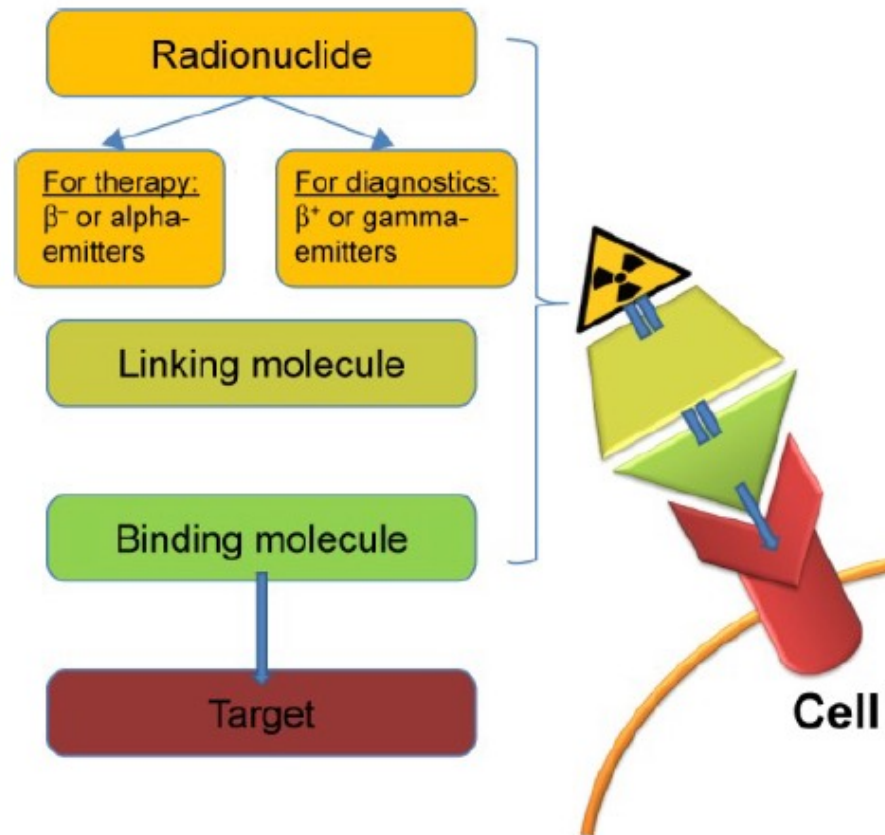 Radionuclide
For therapy:
β⁻ or alpha-
emitters
For diagnostics:
β⁺ or gamma-
emitters
Linking molecule
Binding molecule
Target
Cell